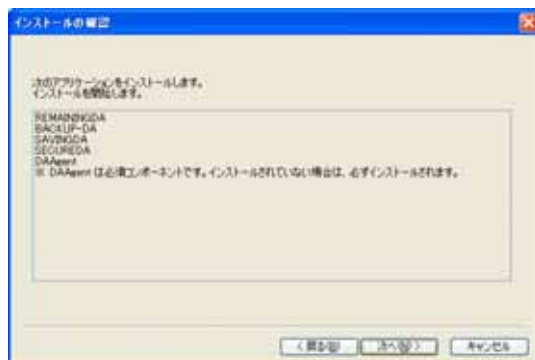 インストールの確認
次のアプリケーションをインストールします。
インストールを開始します。
REMAININGDA
BACKUP-DA
SAVINGDA
SECUREDA
DAAgent
※ DAAgent は必須コンポーネントです。インストールされていない場合は、必ずインストールされます。
< 戻る(B)
次へ(N) >
キャンセル